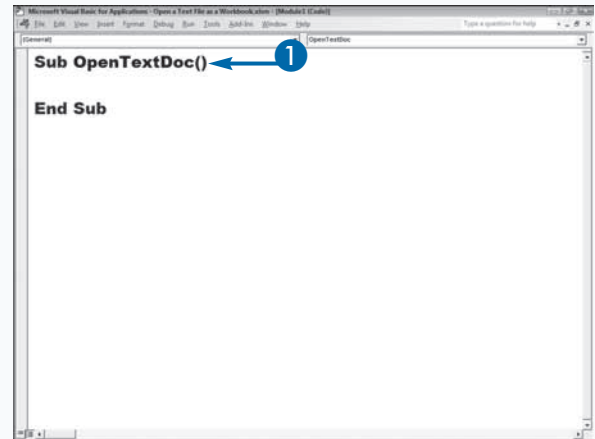 Microsoft Visual Basic for Applications - Open a Text File as a Workbook.xlsm - [Module1 (Code)]
File Edit View Insert Format Debug Run Tools Add-Ins Window Help Type a question for help
(General) OpenTextDoc
Sub OpenTextDoc() 1
End Sub